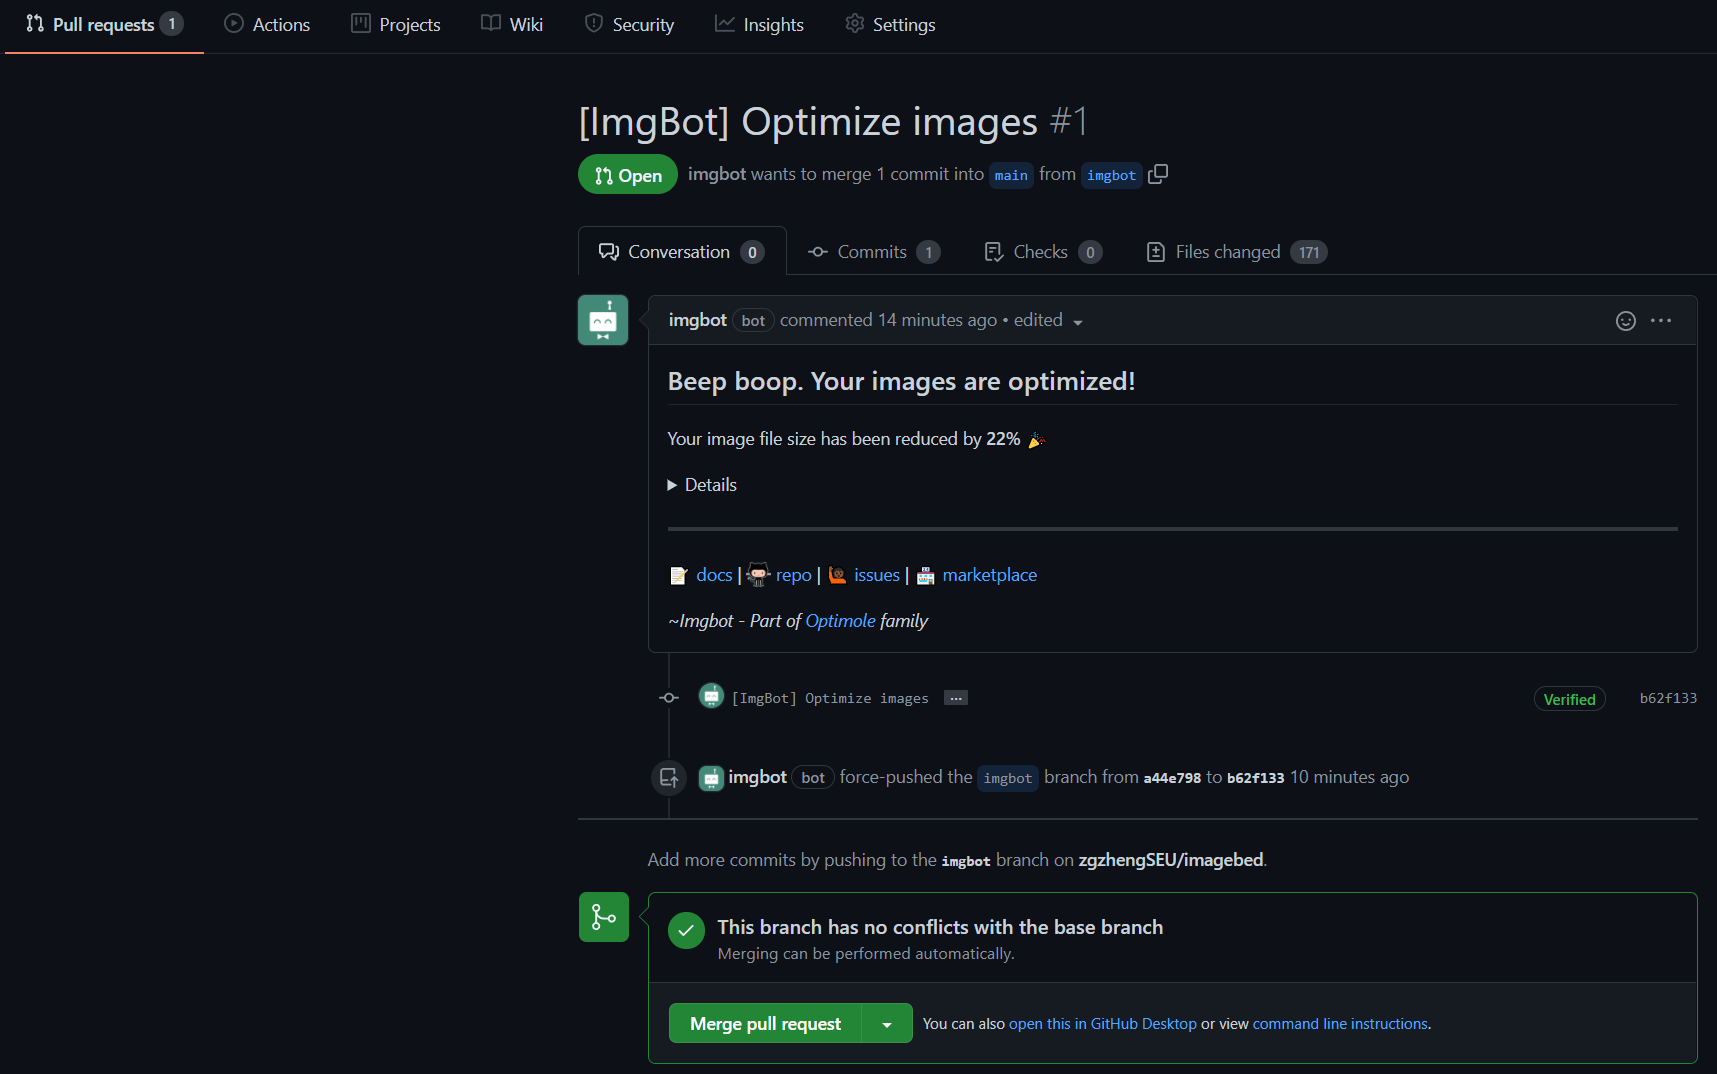 Pull requests 1 Actions Projects Wiki Security Insights Settings
[ImgBot] Optimize images #1
Open imgbot wants to merge 1 commit into main from imgbot
Conversation 0 Commits 1 Checks 0 Files changed 171
imgbot bot commented 14 minutes ago • edited
Beep boop. Your images are optimized!
Your image file size has been reduced by 22% 🎉
Details
📝 docs | repo | 🙋🏾 issues | 🏪 marketplace
~Imgbot - Part of Optimole family
[ImgBot] Optimize images ... Verified b62f133
imgbot bot force-pushed the imgbot branch from a44e798 to b62f133 10 minutes ago
Add more commits by pushing to the imgbot branch on zgzhengSEU/imagebed.
This branch has no conflicts with the base branch
Merging can be performed automatically.
Merge pull request You can also open this in GitHub Desktop or view command line instructions.